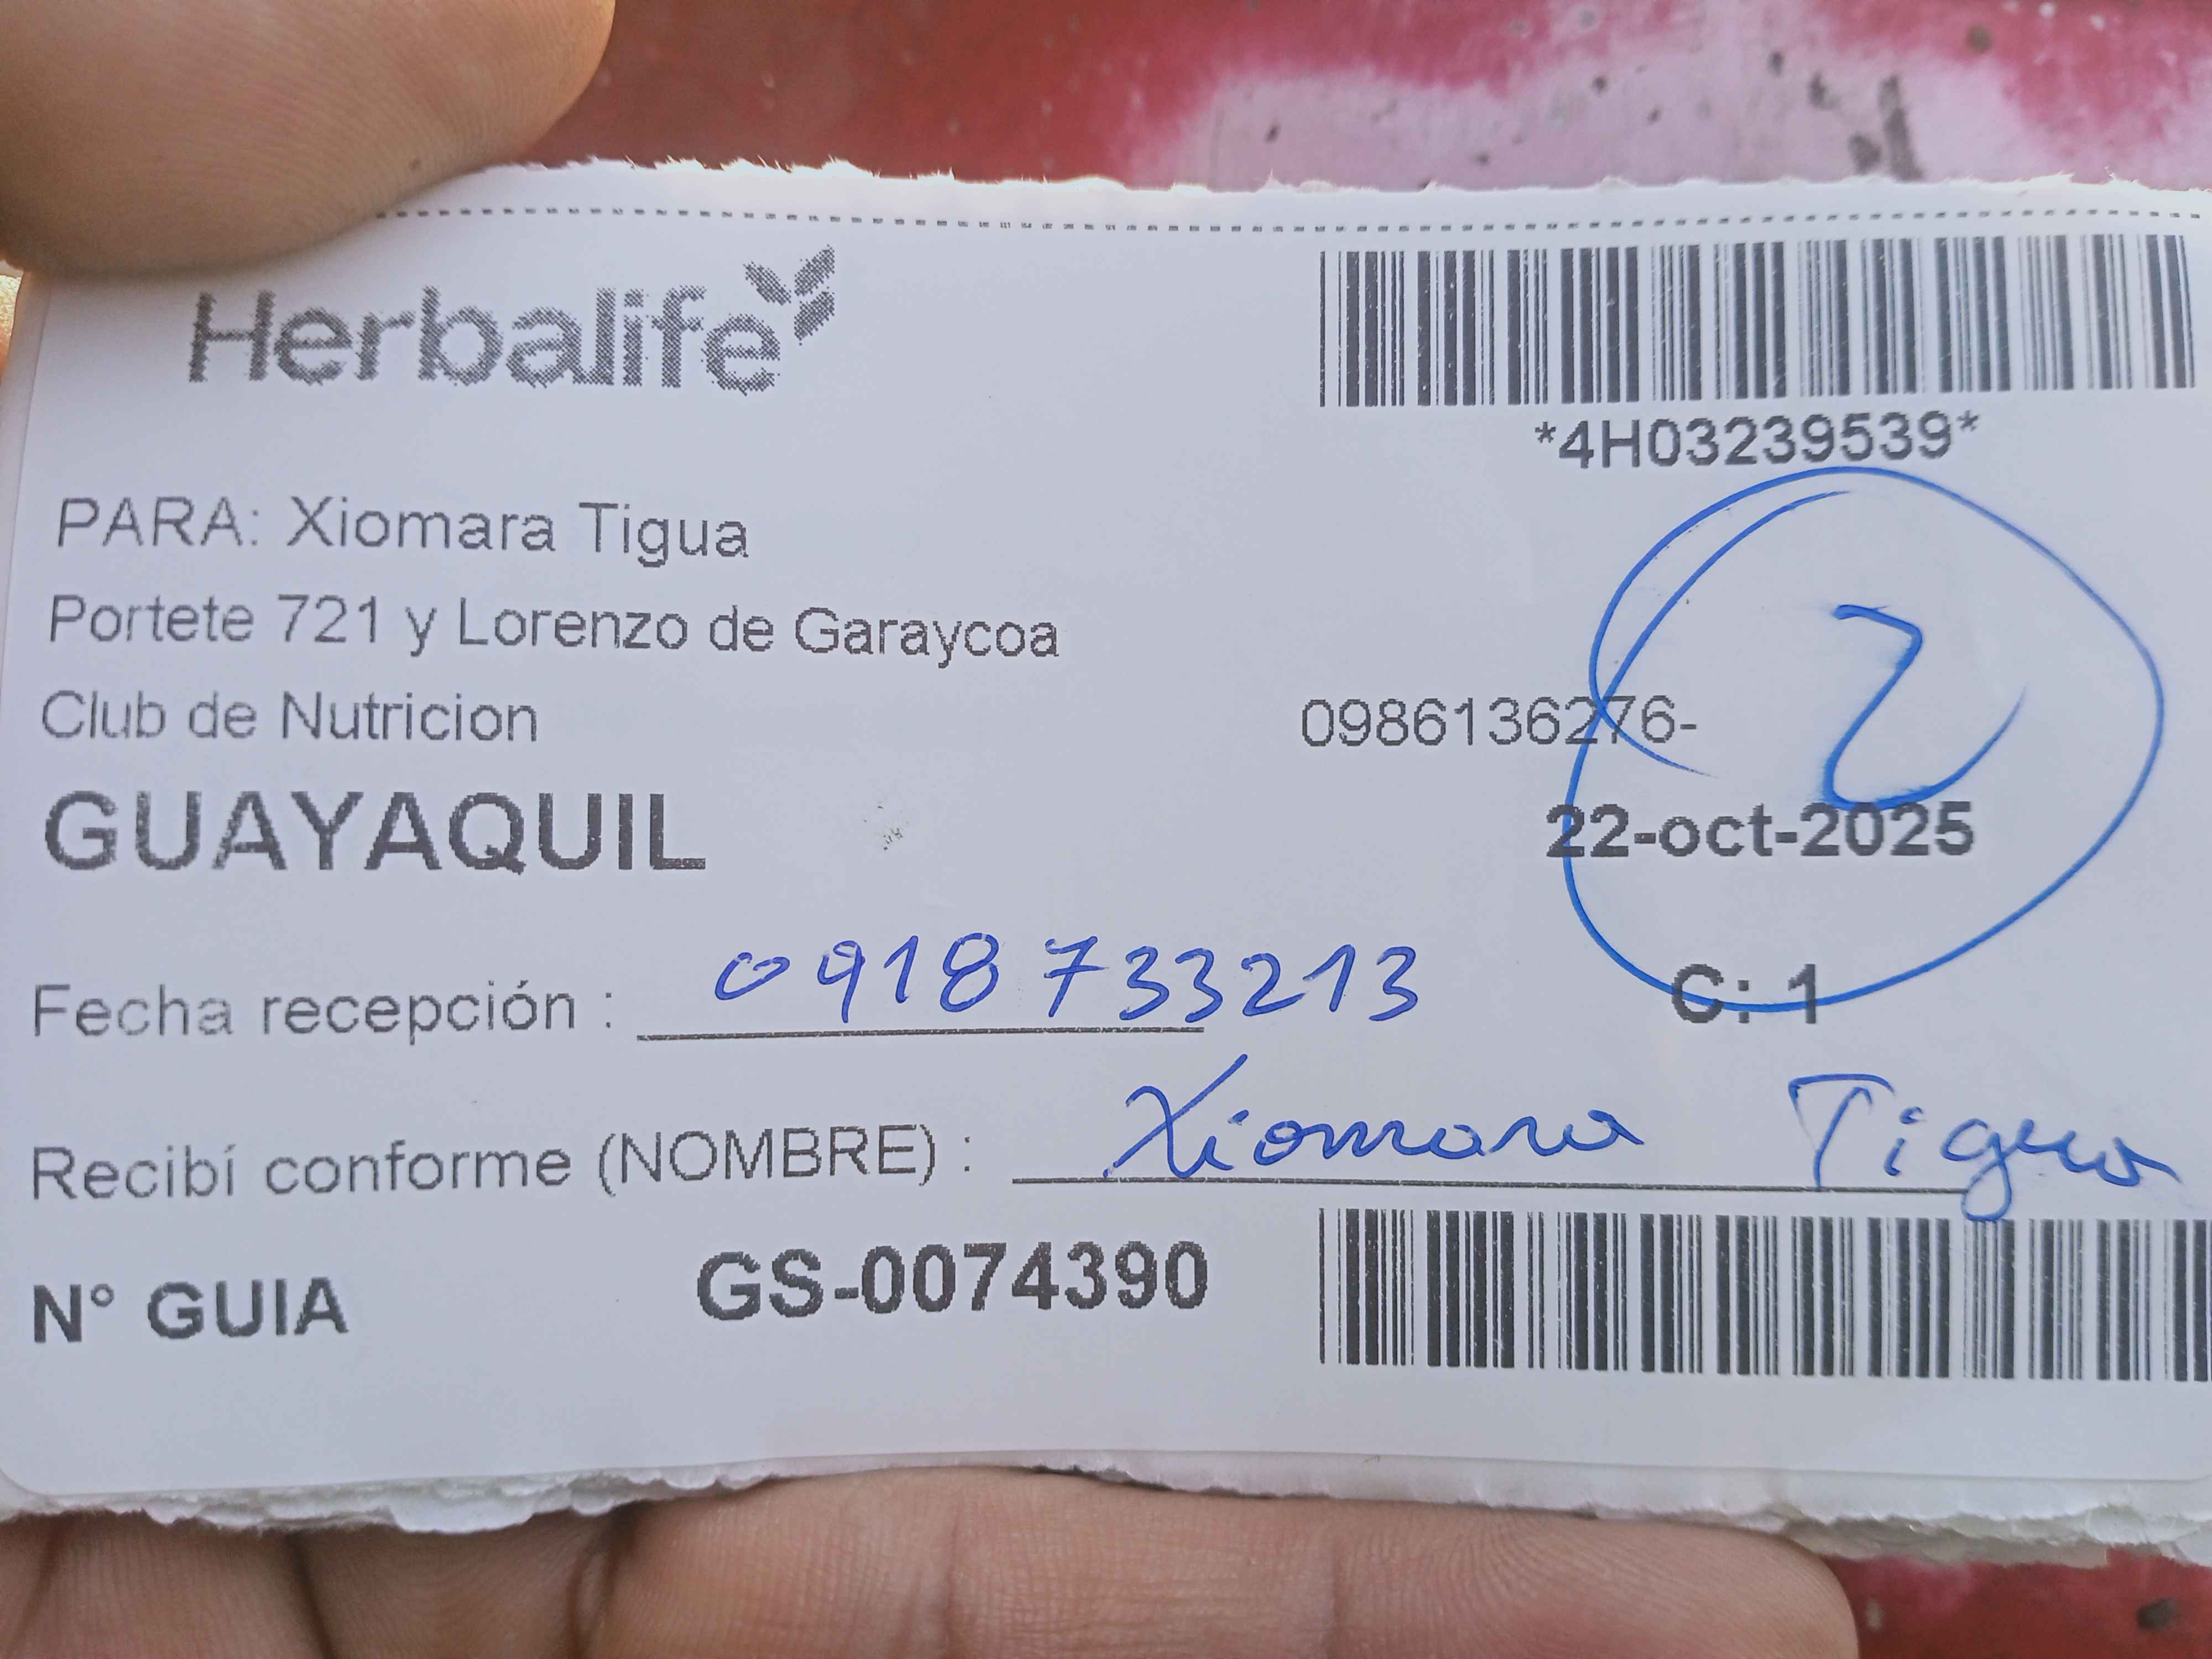 Herbalife
*4H03239539*
PARA: Xiomara Tigua
Portete 721 y Lorenzo de Garaycoa
Club de Nutricion 0986136276-
2
GUAYAQUIL 22-oct-2025
Fecha recepción : 0918733213 C: 1
Recibí conforme (NOMBRE) : Xiomara Tigua
N° GUIA GS-0074390